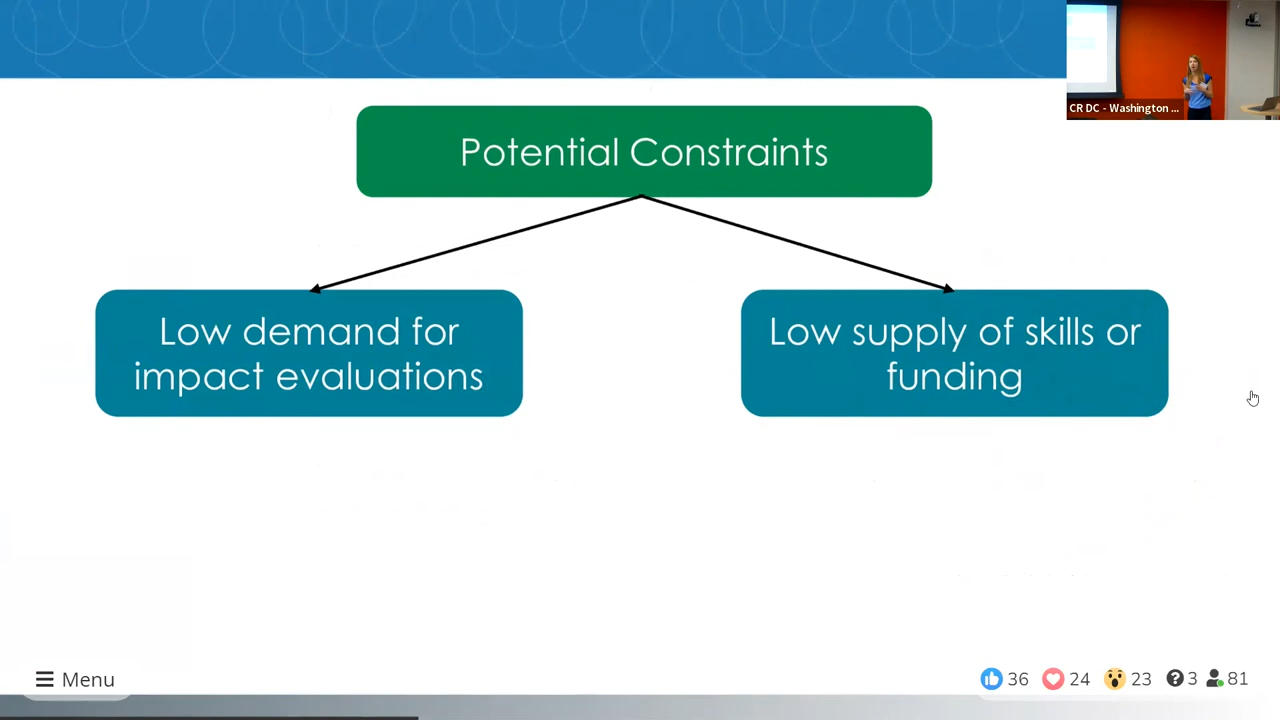 CR DC - Washington ...
Potential Constraints
Low demand for
impact evaluations
Low supply of skills or
funding
Menu
36
24
23
3
81